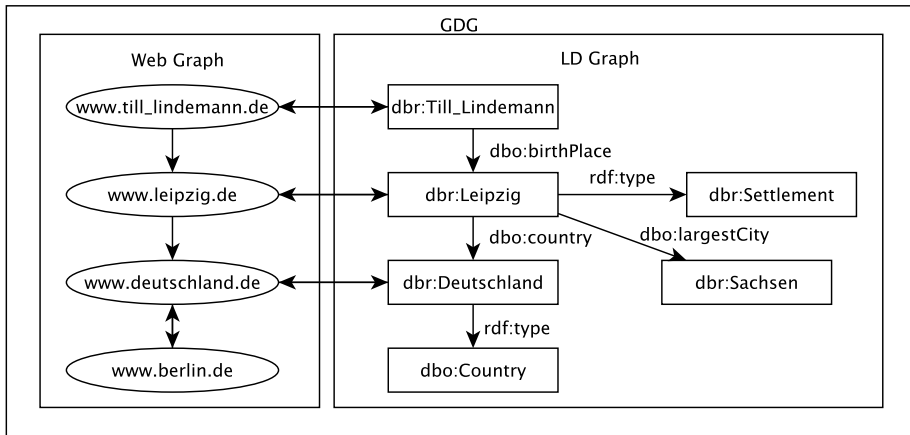 GDG
Web Graph
LD Graph
www.till_lindemann.de
dbr:Till_Lindemann
dbo:birthPlace
rdf:type
www.leipzig.de
dbr:Leipzig
dbr:Settlement
dbo:country
dbo:largestCity
www.deutschland.de
dbr:Deutschland
dbr:Sachsen
rdf:type
www.berlin.de
dbo:Country